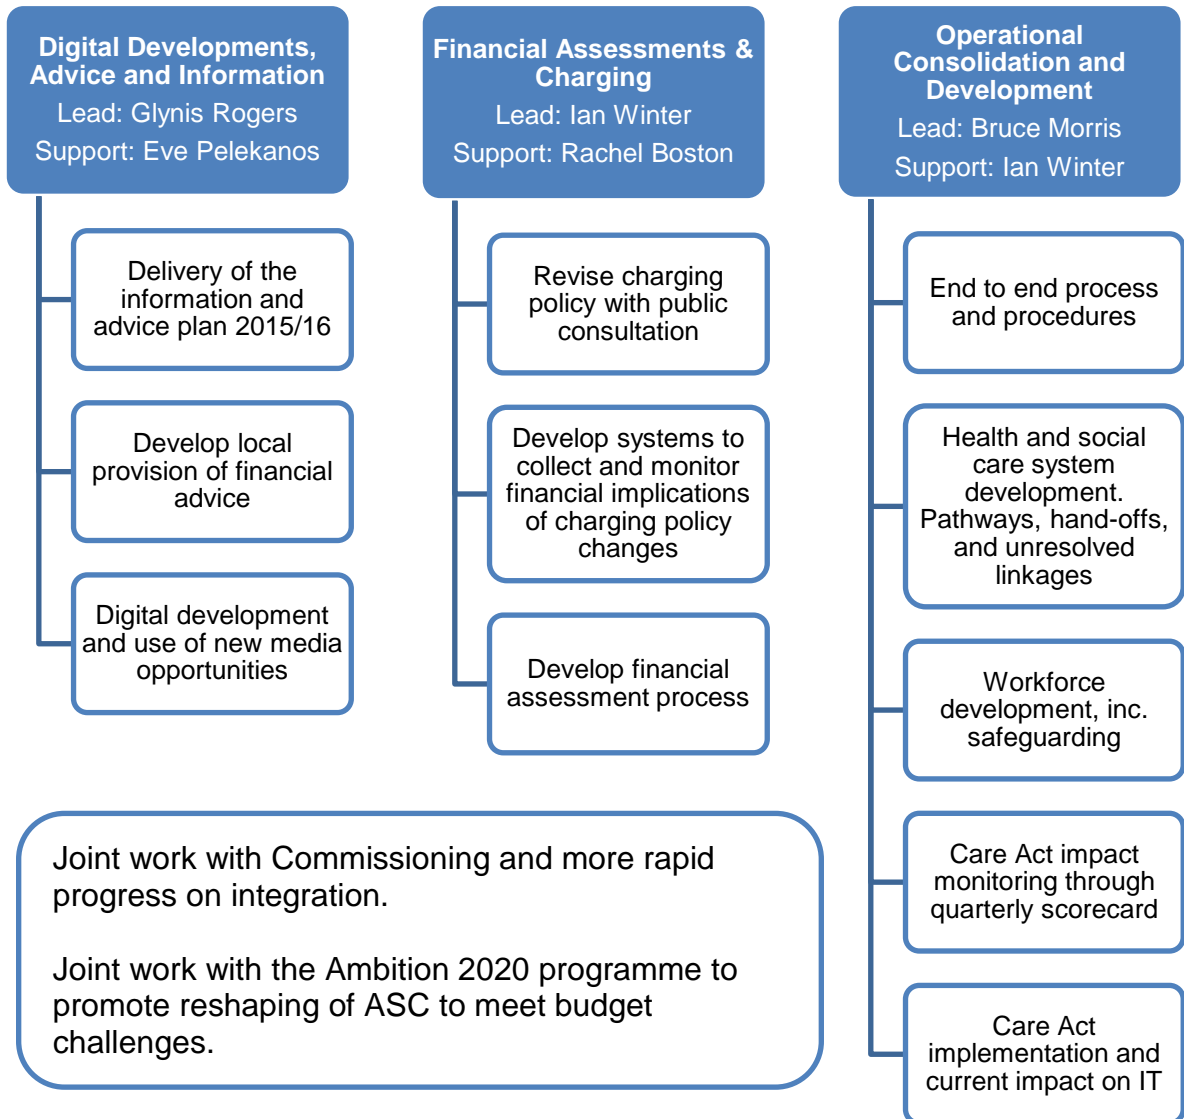 Digital Developments,
Advice and Information
Lead: Glynis Rogers
Support: Eve Pelekanos
Delivery of the
information and
advice plan 2015/16
Develop local
provision of financial
advice
Digital development
and use of new media
opportunities
Financial Assessments &
Charging
Lead: Ian Winter
Support: Rachel Boston
Revise charging
policy with public
consultation
Develop systems to
collect and monitor
financial implications
of charging policy
changes
Develop financial
assessment process
Operational
Consolidation and
Development
Lead: Bruce Morris
Support: Ian Winter
End to end process
and procedures
Health and social
care system
development.
Pathways, hand-offs,
and unresolved
linkages
Workforce
development, inc.
safeguarding
Care Act impact
monitoring through
quarterly scorecard
Care Act
implementation and
current impact on IT
Joint work with Commissioning and more rapid
progress on integration.
Joint work with the Ambition 2020 programme to
promote reshaping of ASC to meet budget
challenges.